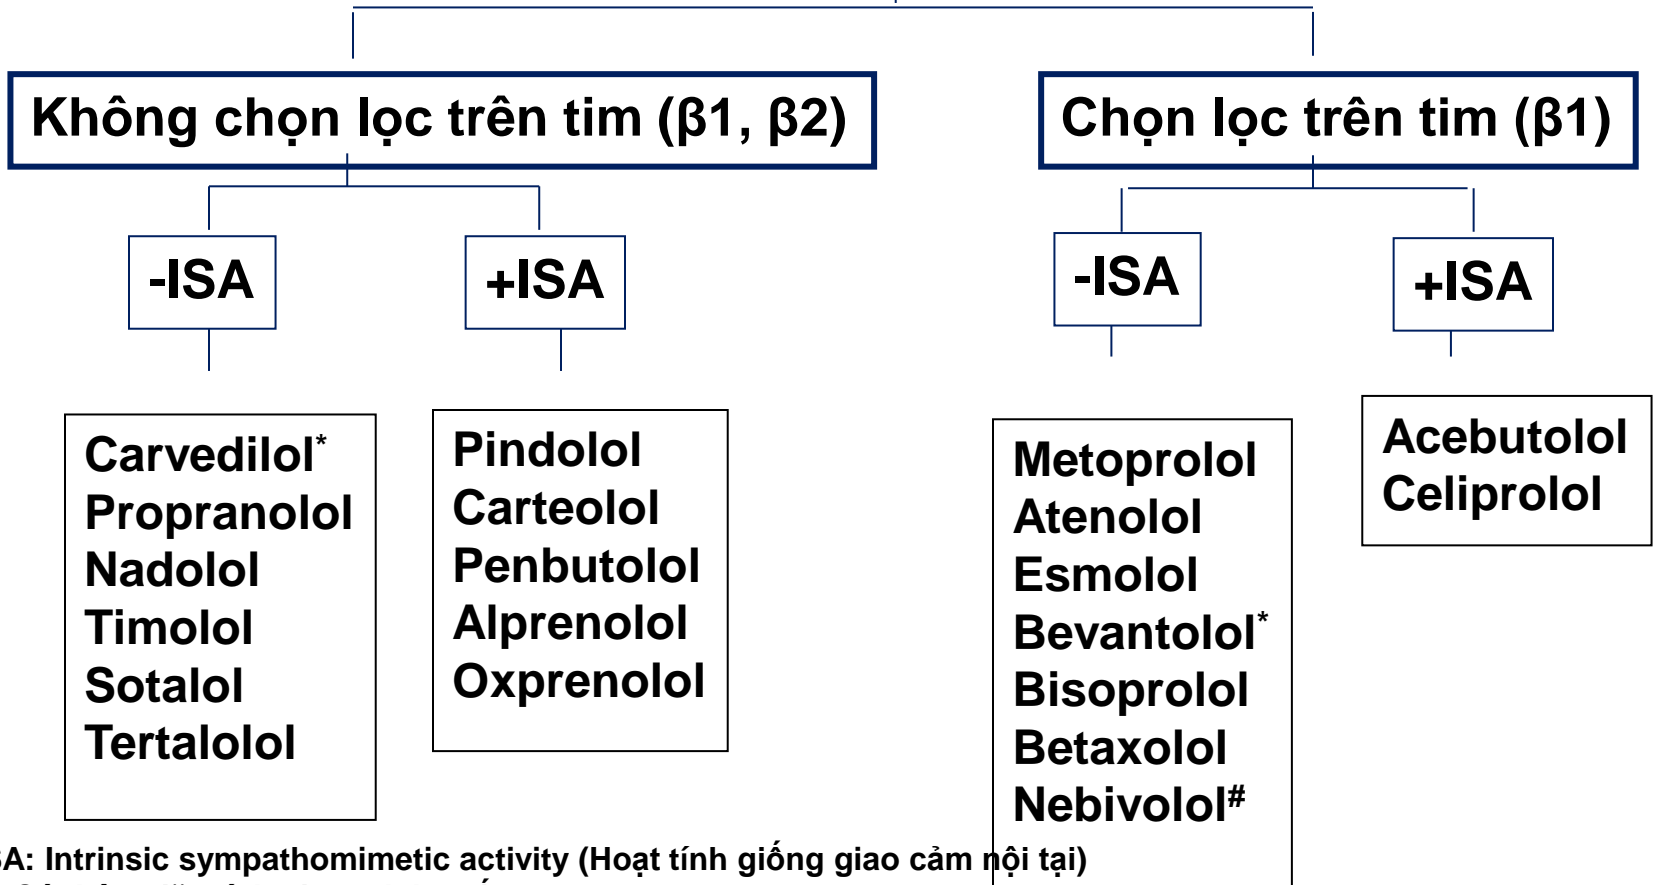 Không chọn lọc trên tim (β1, β2)
Chọn lọc trên tim (β1)
-ISA
+ISA
-ISA
+ISA
Carvedilol*
Propranolol
Nadolol
Timolol
Sotalol
Tertalolol
Pindolol
Carteolol
Penbutolol
Alprenolol
Oxprenolol
Metoprolol
Atenolol
Esmolol
Bevantolol*
Bisoprolol
Betaxolol
Nebivolol#
Acebutolol
Celiprolol
SA: Intrinsic sympathomimetic activity (Hoạt tính giống giao cảm nội tại)